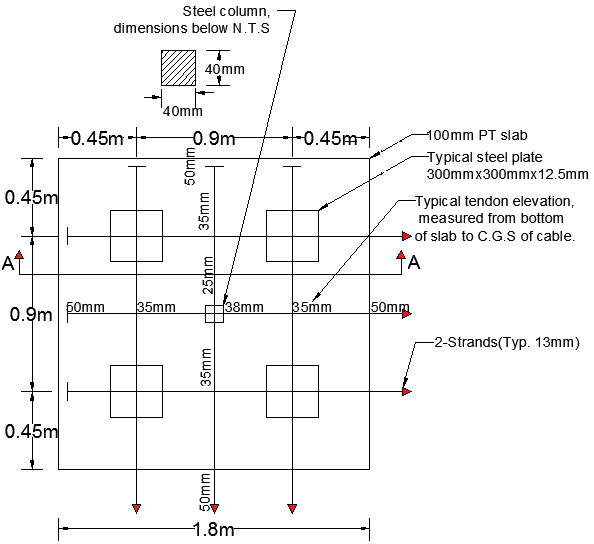 Steel column,
dimensions below N.T.S
40mm
40mm
0.45m
0.9m
0.45m
100mm PT slab
Typical steel plate
300mmx300mmx12.5mm
Typical tendon elevation,
measured from bottom
of slab to C.G.S of cable.
50mm
0.45m
35mm
A
A
25mm
0.9m
50mm
35mm
38mm
35mm
50mm
2-Strands(Typ. 13mm)
35mm
0.45m
50mm
1.8m